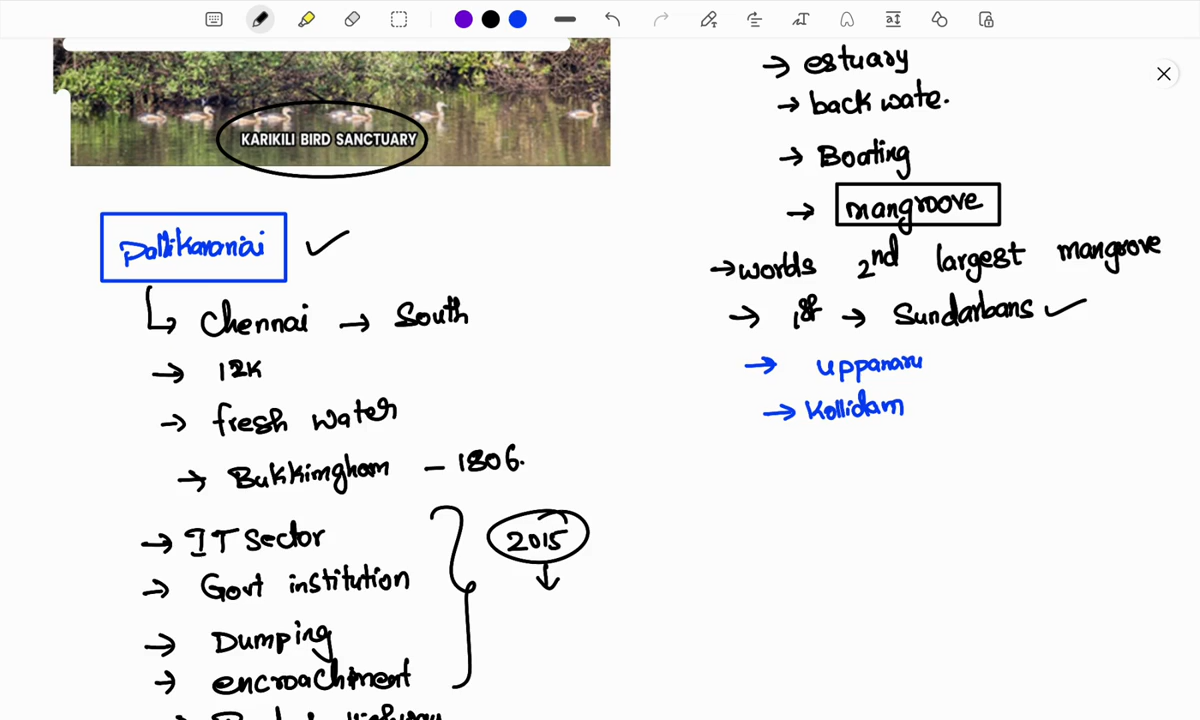 KARIKILI BIRD SANCTUARY
Pallikaranai
Chennai → South
→ 12K
→ fresh water
→ Bukkingham – 1806.
→ IT Sector
→ Govt institution
→ Dumping
→ encroachment
2015
→ estuary
→ back wate.
→ Boating
→ mangroove
→ worlds 2nd largest mangrove
→ 1st → Sundarbans ✓
→ uppanaru
→ Kollidam